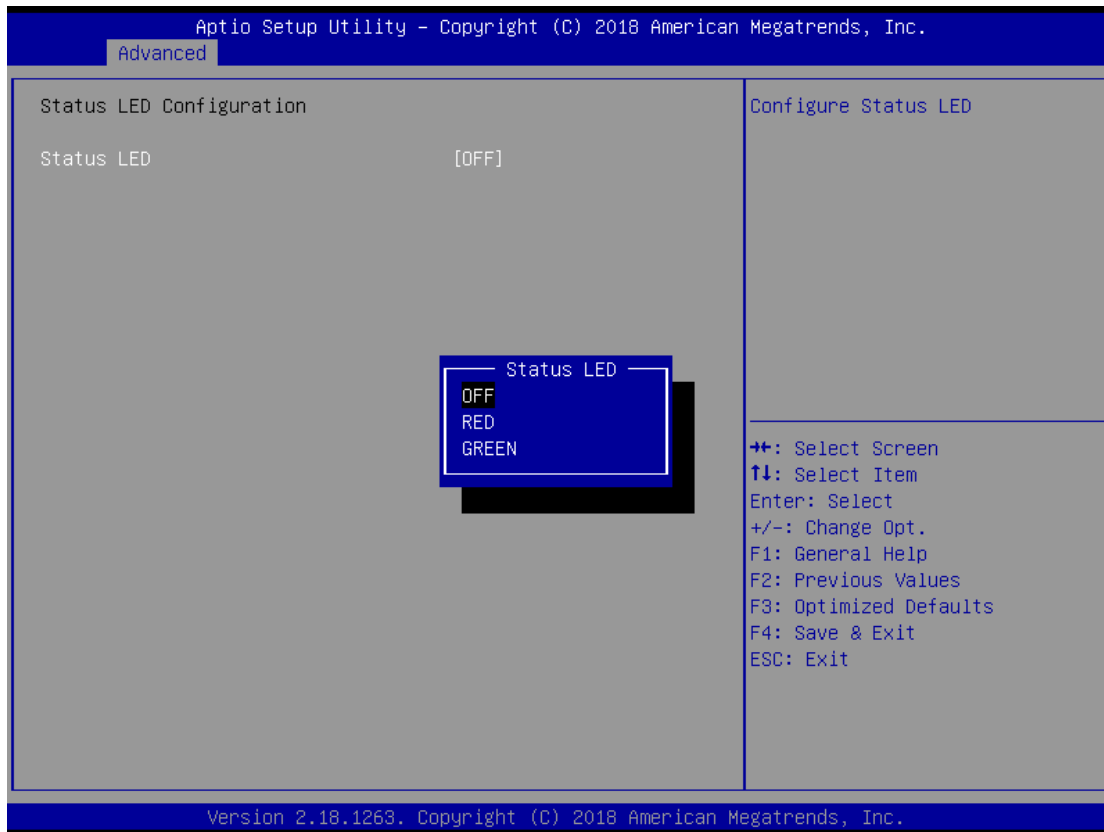 Aptio Setup Utility – Copyright (C) 2018 American Megatrends, Inc.
Advanced
Status LED Configuration
Status LED [OFF]
Status LED
OFF
RED
GREEN
Configure Status LED
→←: Select Screen
↑↓: Select Item
Enter: Select
+/-: Change Opt.
F1: General Help
F2: Previous Values
F3: Optimized Defaults
F4: Save & Exit
ESC: Exit
Version 2.18.1263. Copyright (C) 2018 American Megatrends, Inc.